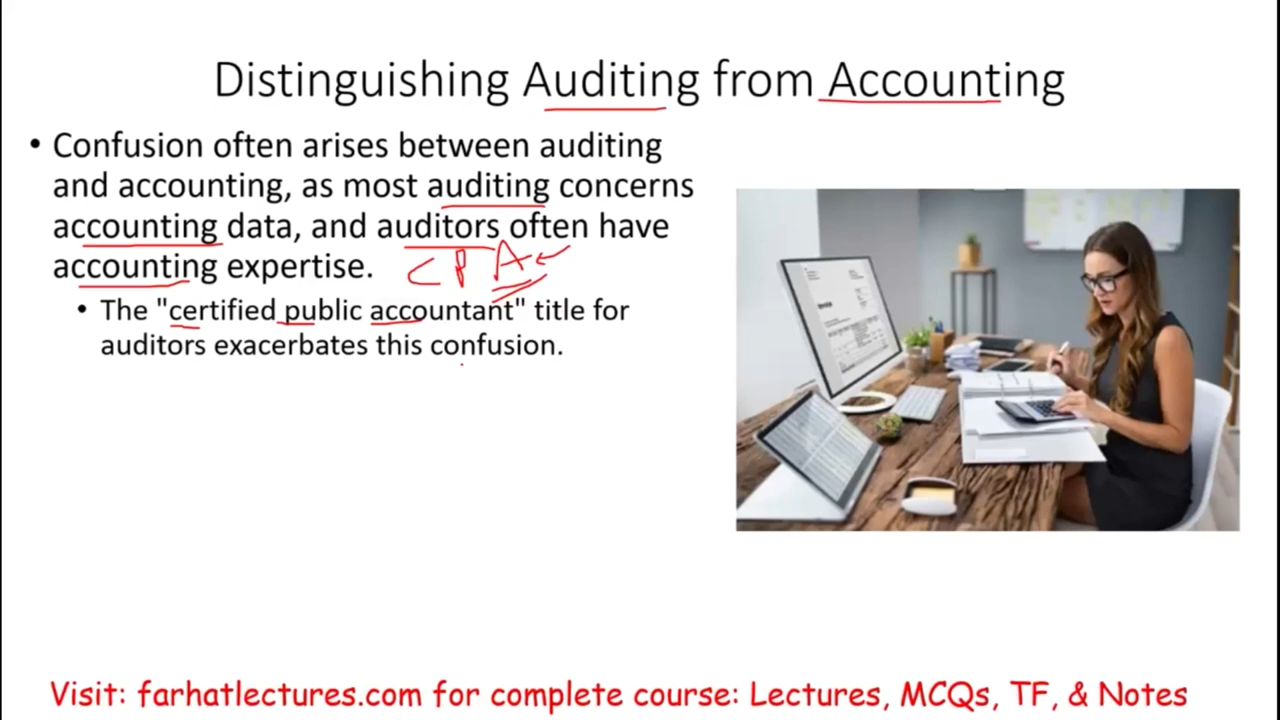 Distinguishing Auditing from Accounting
• Confusion often arises between auditing
and accounting, as most auditing concerns
accounting data, and auditors often have
accounting expertise.
CPA
• The "certified public accountant" title for
auditors exacerbates this confusion.
Visit: farhatlectures.com for complete course: Lectures, MCQs, TF, & Notes